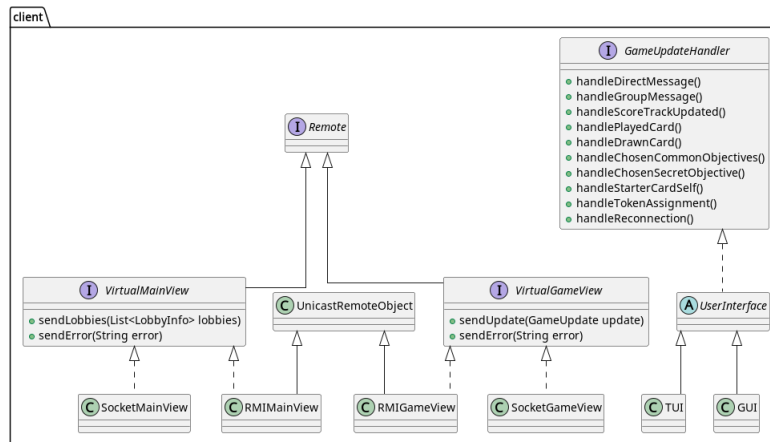 client
I GameUpdateHandler
handleDirectMessage()
handleGroupMessage()
handleScoreTrackUpdated()
handlePlayedCard()
handleDrawnCard()
handleChosenCommonObjectives()
handleChosenSecretObjective()
handleStarterCardSelf()
handleTokenAssignment()
handleReconnection()
I Remote
I VirtualMainView
sendLobbies(List<LobbyInfo> lobbies)
sendError(String error)
C UnicastRemoteObject
I VirtualGameView
sendUpdate(GameUpdate update)
sendError(String error)
A UserInterface
C SocketMainView
C RMIMainView
C RMIGameView
C SocketGameView
C TUI
C GUI